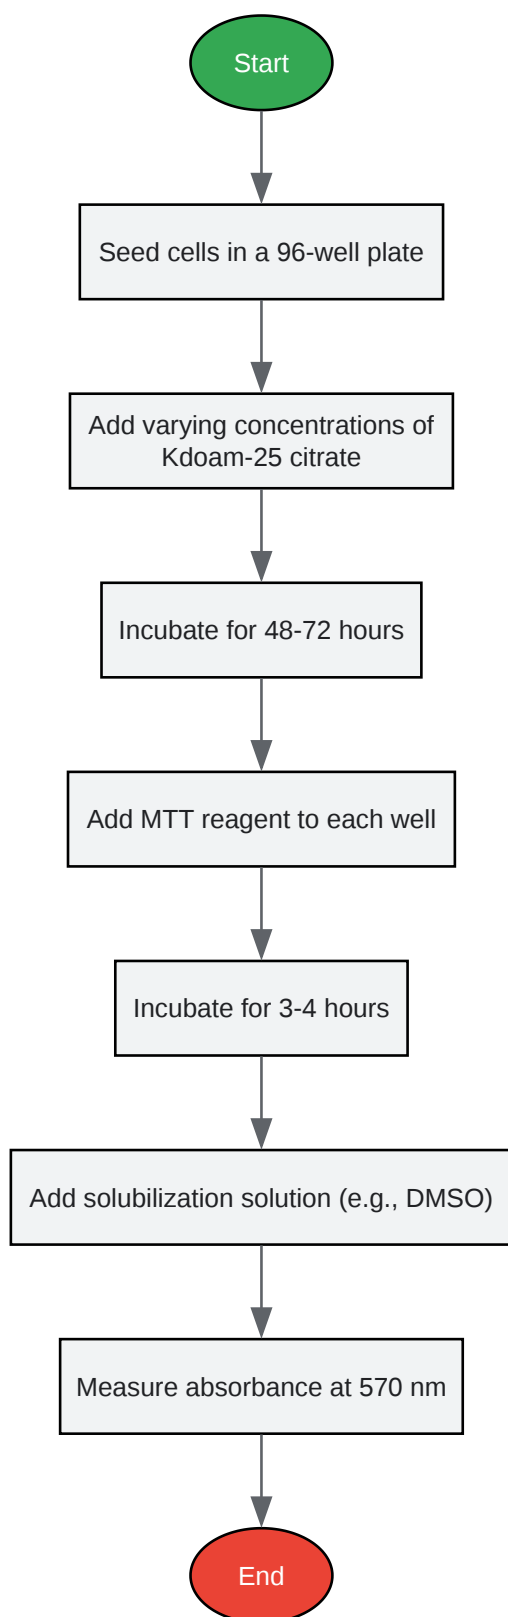 Start
Seed cells in a 96-well plate
Add varying concentrations of
Kdoam-25 citrate
Incubate for 48-72 hours
Add MTT reagent to each well
Incubate for 3-4 hours
Add solubilization solution (e.g., DMSO)
Measure absorbance at 570 nm
End